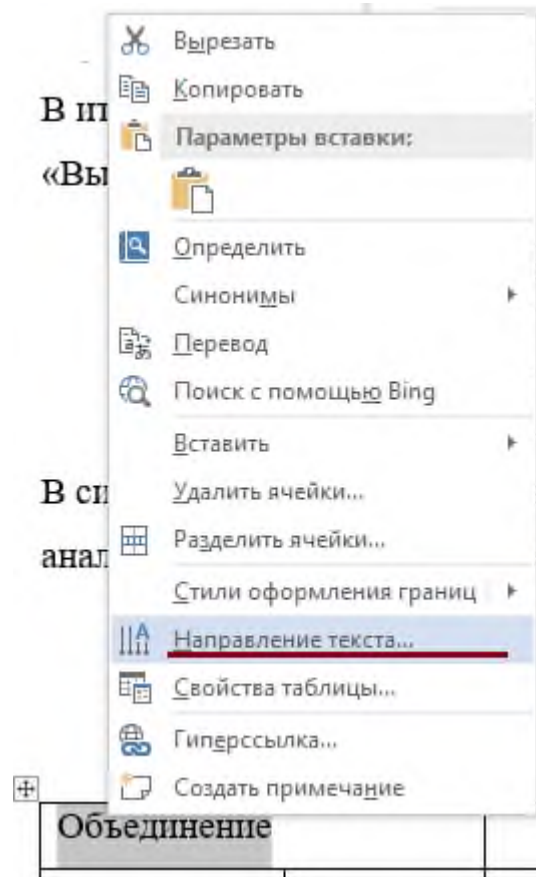 Вырезать
Копировать
В ит
Параметры вставки:
«Вы
Определить
Синонимы
Перевод
Поиск с помощью Bing
Вставить
В си
Удалить ячейки...
Разделить ячейки...
анал
Стили оформления границ
Направление текста...
Свойства таблицы...
Гиперссылка...
Создать примечание
Объединение